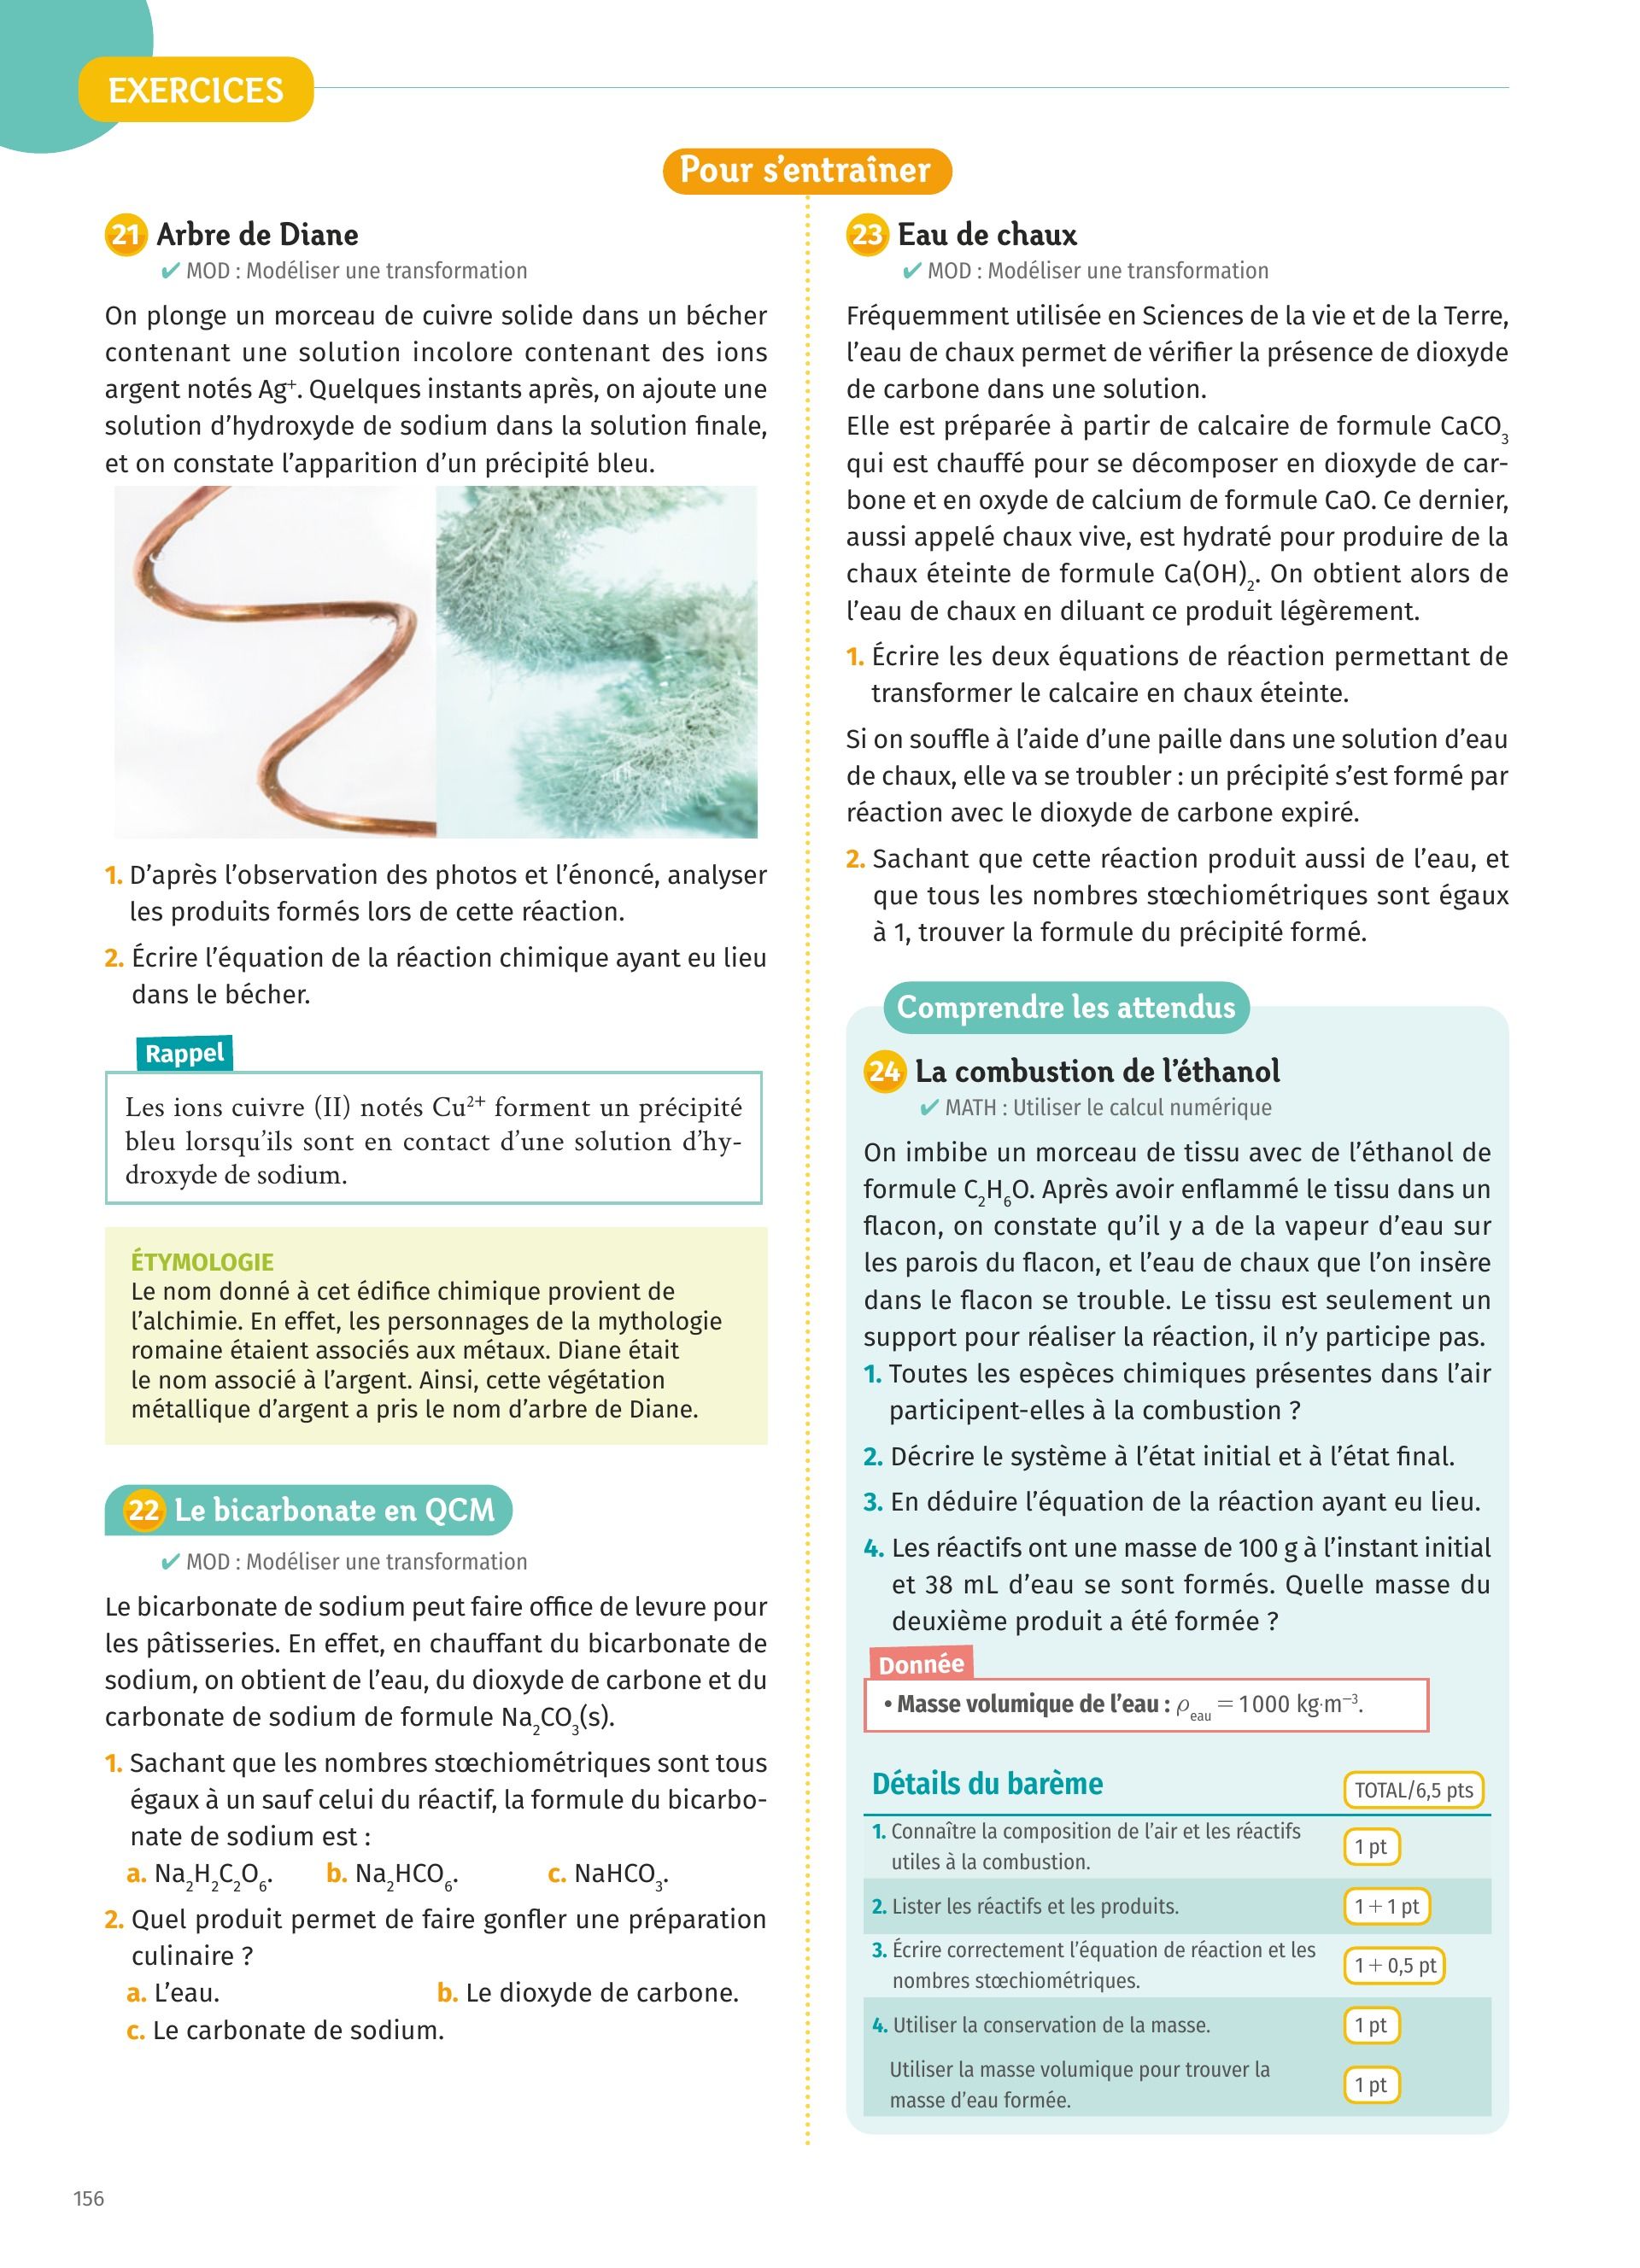 EXERCICES
Pour s’entraîner
21 Arbre de Diane
✔ MOD : Modéliser une transformation
On plonge un morceau de cuivre solide dans un bécher
contenant une solution incolore contenant des ions
argent notés Ag⁺. Quelques instants après, on ajoute une
solution d’hydroxyde de sodium dans la solution finale,
et on constate l’apparition d’un précipité bleu.
1. D’après l’observation des photos et l’énoncé, analyser
les produits formés lors de cette réaction.
2. Écrire l’équation de la réaction chimique ayant eu lieu
dans le bécher.
Rappel
Les ions cuivre (II) notés Cu²⁺ forment un précipité
bleu lorsqu’ils sont en contact d’une solution d’hy-
droxyde de sodium.
ÉTYMOLOGIE
Le nom donné à cet édifice chimique provient de
l’alchimie. En effet, les personnages de la mythologie
romaine étaient associés aux métaux. Diane était
le nom associé à l’argent. Ainsi, cette végétation
métallique d’argent a pris le nom d’arbre de Diane.
22 Le bicarbonate en QCM
✔ MOD : Modéliser une transformation
Le bicarbonate de sodium peut faire office de levure pour
les pâtisseries. En effet, en chauffant du bicarbonate de
sodium, on obtient de l’eau, du dioxyde de carbone et du
carbonate de sodium de formule Na₂CO₃(s).
1. Sachant que les nombres stœchiométriques sont tous
égaux à un sauf celui du réactif, la formule du bicarbo-
nate de sodium est :
a. Na₂H₂C₂O₆. b. Na₂HCO₆. c. NaHCO₃.
2. Quel produit permet de faire gonfler une préparation
culinaire ?
a. L’eau. b. Le dioxyde de carbone.
c. Le carbonate de sodium.
23 Eau de chaux
✔ MOD : Modéliser une transformation
Fréquemment utilisée en Sciences de la vie et de la Terre,
l’eau de chaux permet de vérifier la présence de dioxyde
de carbone dans une solution.
Elle est préparée à partir de calcaire de formule CaCO₃
qui est chauffé pour se décomposer en dioxyde de car-
bone et en oxyde de calcium de formule CaO. Ce dernier,
aussi appelé chaux vive, est hydraté pour produire de la
chaux éteinte de formule Ca(OH)₂. On obtient alors de
l’eau de chaux en diluant ce produit légèrement.
1. Écrire les deux équations de réaction permettant de
transformer le calcaire en chaux éteinte.
Si on souffle à l’aide d’une paille dans une solution d’eau
de chaux, elle va se troubler : un précipité s’est formé par
réaction avec le dioxyde de carbone expiré.
2. Sachant que cette réaction produit aussi de l’eau, et
que tous les nombres stœchiométriques sont égaux
à 1, trouver la formule du précipité formé.
Comprendre les attendus
24 La combustion de l’éthanol
✔ MATH : Utiliser le calcul numérique
On imbibe un morceau de tissu avec de l’éthanol de
formule C₂H₆O. Après avoir enflammé le tissu dans un
flacon, on constate qu’il y a de la vapeur d’eau sur
les parois du flacon, et l’eau de chaux que l’on insère
dans le flacon se trouble. Le tissu est seulement un
support pour réaliser la réaction, il n’y participe pas.
1. Toutes les espèces chimiques présentes dans l’air
participent-elles à la combustion ?
2. Décrire le système à l’état initial et à l’état final.
3. En déduire l’équation de la réaction ayant eu lieu.
4. Les réactifs ont une masse de 100 g à l’instant initial
et 38 mL d’eau se sont formés. Quelle masse du
deuxième produit a été formée ?
Donnée
• Masse volumique de l’eau : ρ_eau = 1 000 kg·m⁻³.
Détails du barème TOTAL/6,5 pts
1. Connaître la composition de l’air et les réactifs
utiles à la combustion. 1 pt
2. Lister les réactifs et les produits. 1 + 1 pt
3. Écrire correctement l’équation de réaction et les
nombres stœchiométriques. 1 + 0,5 pt
4. Utiliser la conservation de la masse. 1 pt
Utiliser la masse volumique pour trouver la
masse d’eau formée. 1 pt
156